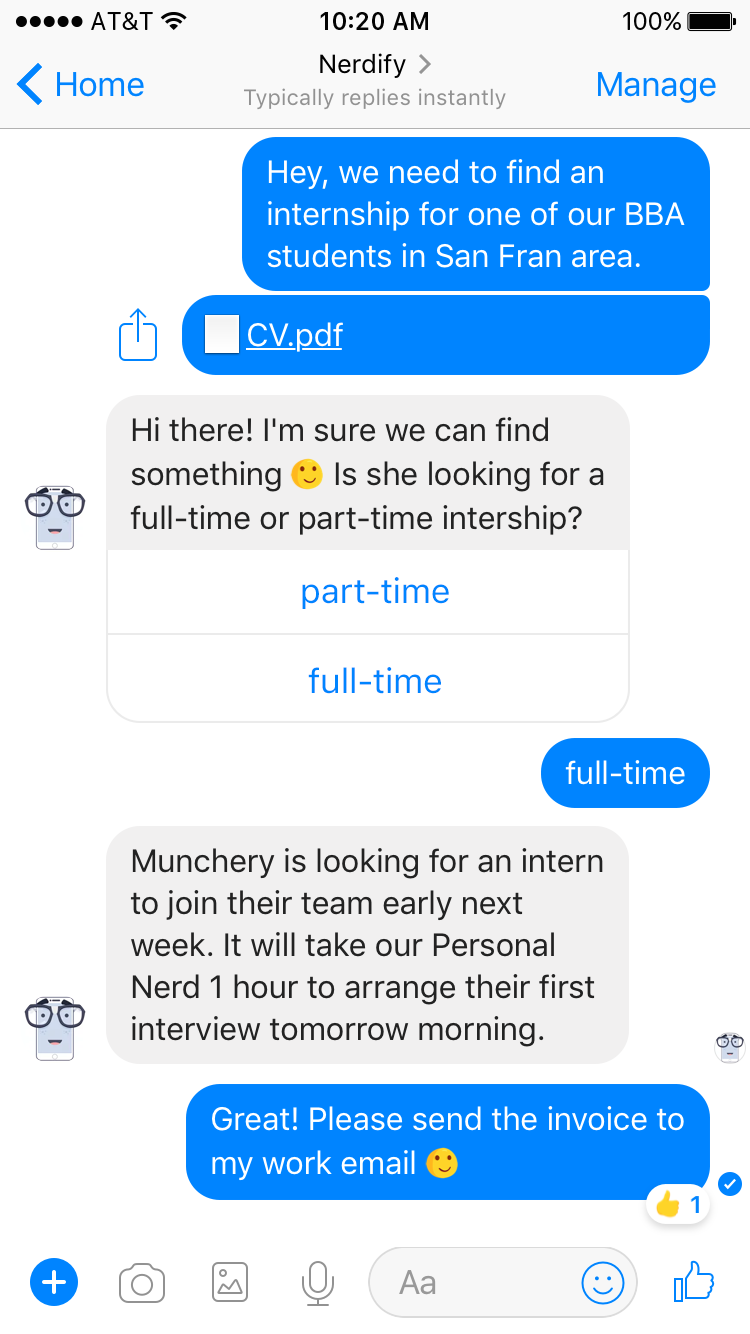 AT&T 10:20 AM 100%
Home Nerdify Manage
Typically replies instantly
Hey, we need to find an
internship for one of our BBA
students in San Fran area.
CV.pdf
Hi there! I'm sure we can find
something 🙂 Is she looking for a
full-time or part-time intership?
part-time
full-time
full-time
Munchery is looking for an intern
to join their team early next
week. It will take our Personal
Nerd 1 hour to arrange their first
interview tomorrow morning.
Great! Please send the invoice to
my work email 🙂
👍 1
Aa